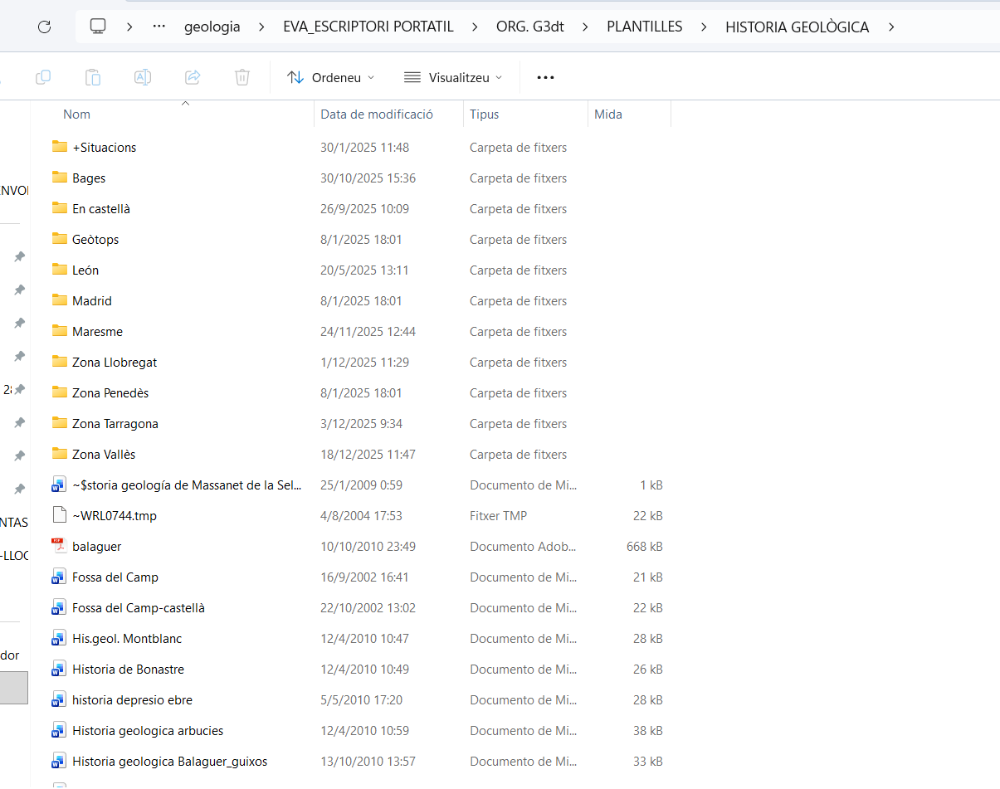 geologia > EVA_ESCRIPTORI PORTATIL > ORG. G3dt > PLANTILLES > HISTORIA GEOLÒGICA >
Ordeneu Visualitzeu
Nom Data de modificació Tipus Mida
+Situacions 30/1/2025 11:48 Carpeta de fitxers
Bages 30/10/2025 15:36 Carpeta de fitxers
En castellà 26/9/2025 10:09 Carpeta de fitxers
Geòtops 8/1/2025 18:01 Carpeta de fitxers
León 20/5/2025 13:11 Carpeta de fitxers
Madrid 8/1/2025 18:01 Carpeta de fitxers
Maresme 24/11/2025 12:44 Carpeta de fitxers
Zona Llobregat 1/12/2025 11:29 Carpeta de fitxers
Zona Penedès 8/1/2025 18:01 Carpeta de fitxers
Zona Tarragona 3/12/2025 9:34 Carpeta de fitxers
Zona Vallès 18/12/2025 11:47 Carpeta de fitxers
~$storia geología de Massanet de la Sel... 25/1/2009 0:59 Documento de Mi... 1 kB
~WRL0744.tmp 4/8/2004 17:53 Fitxer TMP 22 kB
balaguer 10/10/2010 23:49 Documento Adob... 668 kB
Fossa del Camp 16/9/2002 16:41 Documento de Mi... 21 kB
Fossa del Camp-castellà 22/10/2002 13:02 Documento de Mi... 22 kB
His.geol. Montblanc 12/4/2010 10:47 Documento de Mi... 28 kB
Historia de Bonastre 12/4/2010 10:49 Documento de Mi... 26 kB
historia depresio ebre 5/5/2010 17:20 Documento de Mi... 28 kB
Historia geologica arbucies 12/4/2010 10:59 Documento de Mi... 38 kB
Historia geologica Balaguer_guixos 13/10/2010 13:57 Documento de Mi... 33 kB